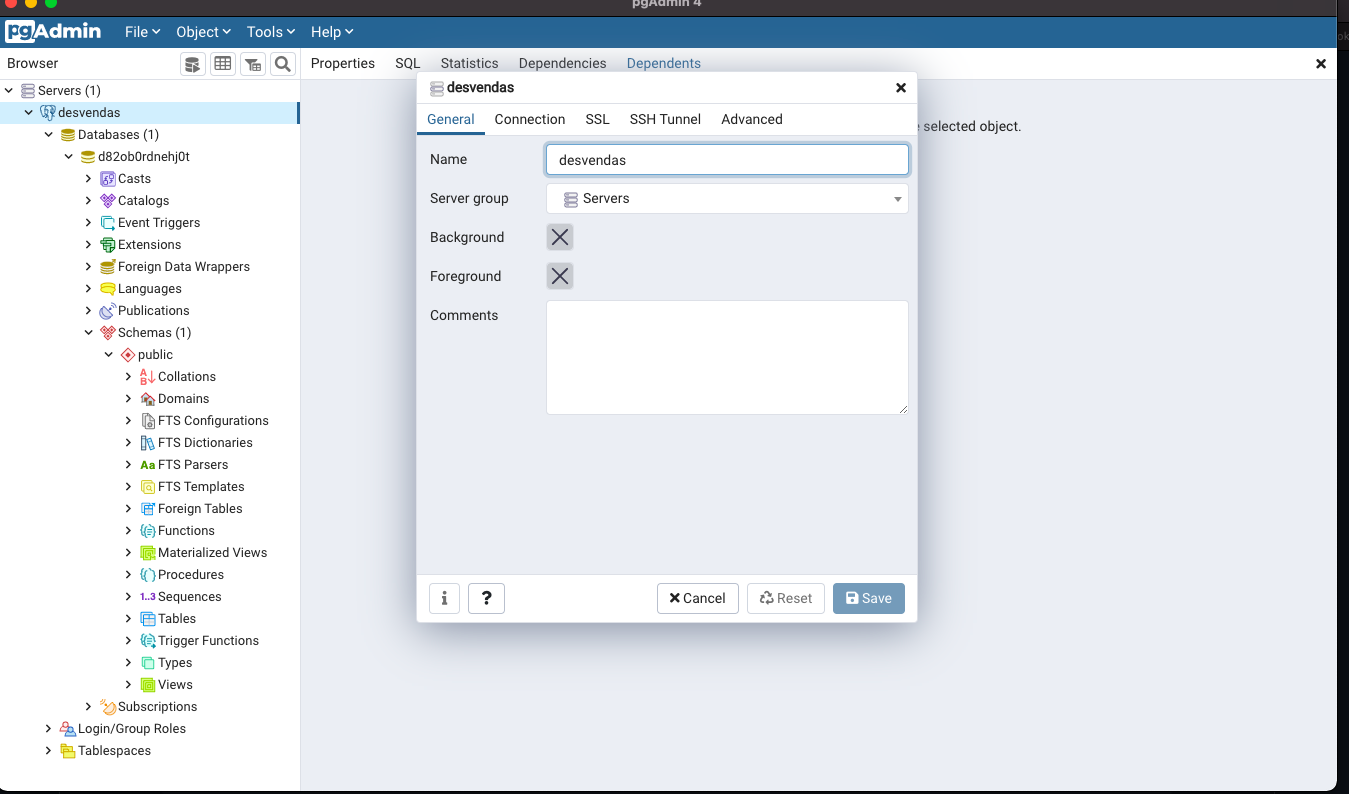 pgAdmin 4
pgAdmin File Object Tools Help
Browser
Properties SQL Statistics Dependencies Dependents
Servers (1)
desvendas
Databases (1)
d82ob0rdnehj0t
Casts
Catalogs
Event Triggers
Extensions
Foreign Data Wrappers
Languages
Publications
Schemas (1)
public
Collations
Domains
FTS Configurations
FTS Dictionaries
Aa FTS Parsers
FTS Templates
Foreign Tables
Functions
Materialized Views
Procedures
1..3 Sequences
Tables
Trigger Functions
Types
Views
Subscriptions
Login/Group Roles
Tablespaces
selected object.
desvendas
General Connection SSL SSH Tunnel Advanced
Name desvendas
Server group Servers
Background
Foreground
Comments
i ? Cancel Reset Save